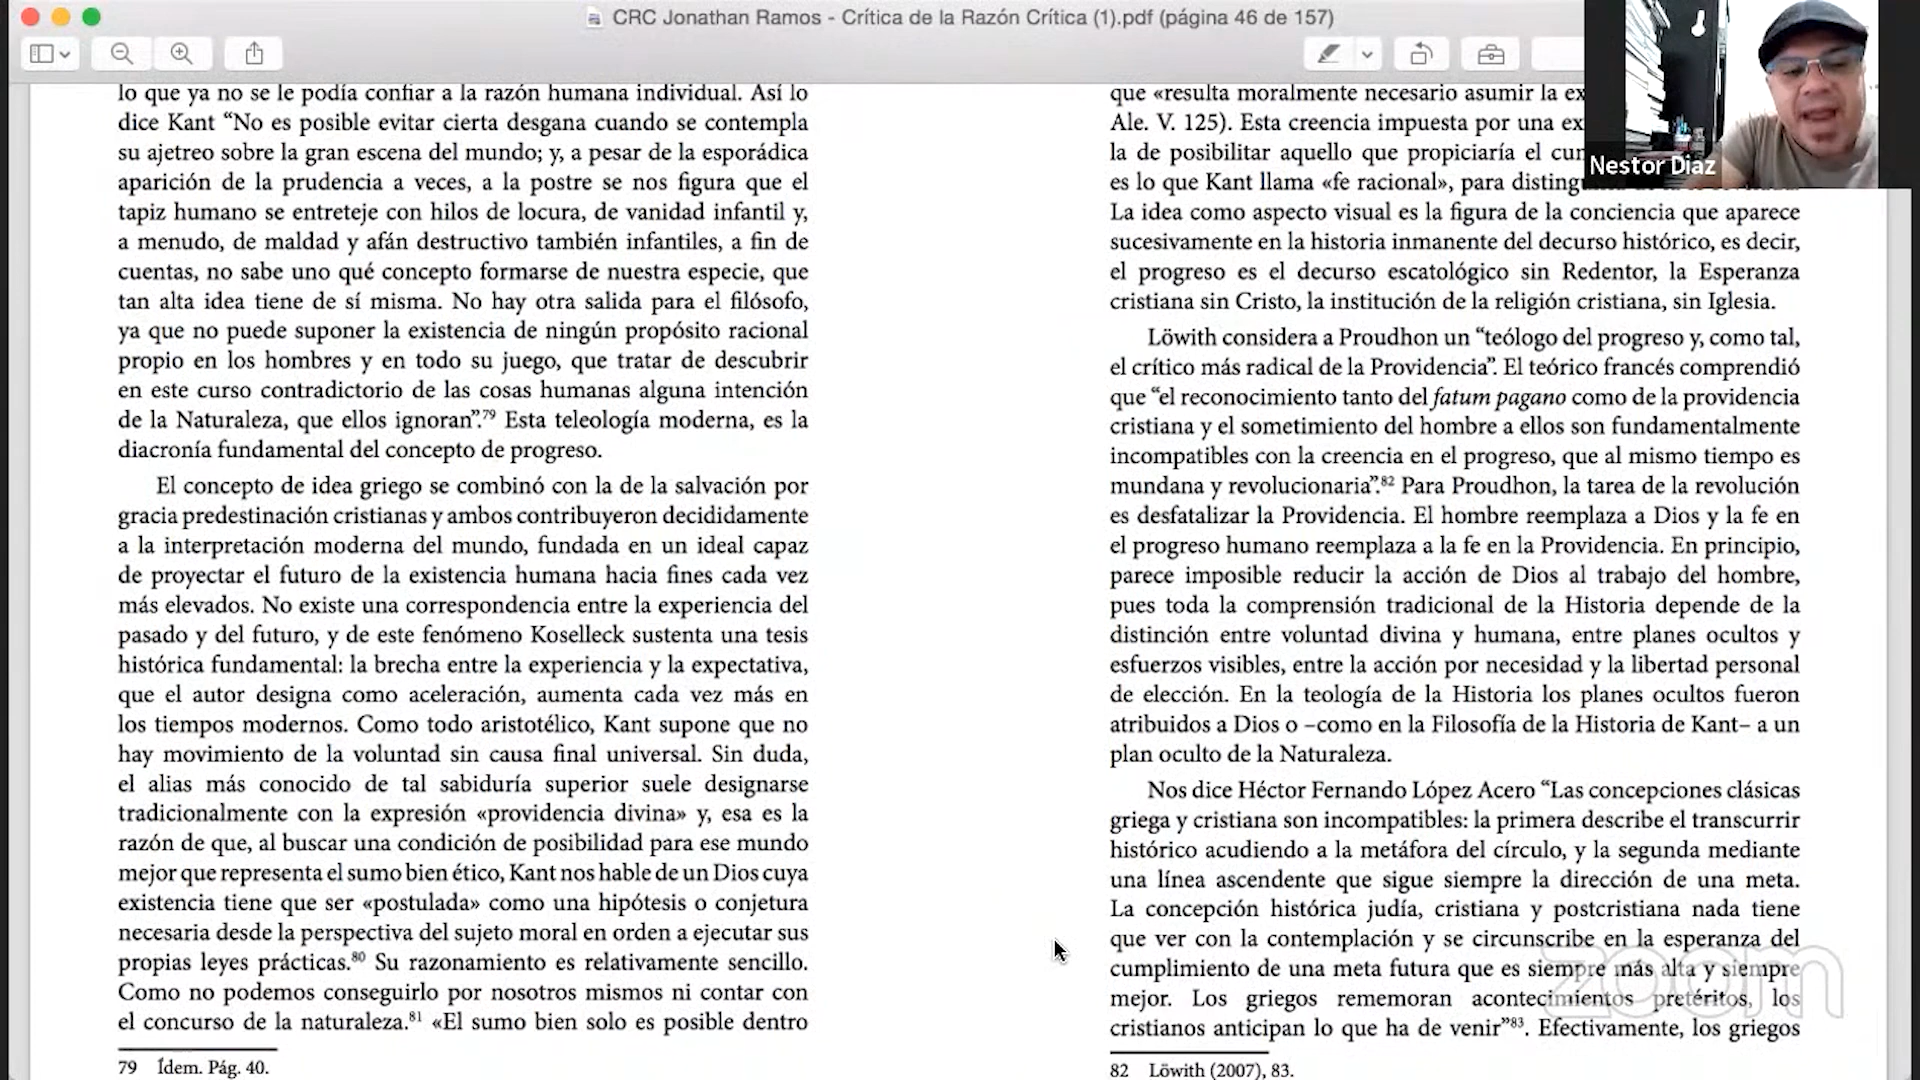 CRC Jonathan Ramos - Crítica de la Razón Crítica (1).pdf (página 46 de 157)
lo que ya no se le podía confiar a la razón humana individual. Así lo
dice Kant “No es posible evitar cierta desgana cuando se contempla
su ajetreo sobre la gran escena del mundo; y, a pesar de la esporádica
aparición de la prudencia a veces, a la postre se nos figura que el
tapiz humano se entreteje con hilos de locura, de vanidad infantil y,
a menudo, de maldad y afán destructivo también infantiles, a fin de
cuentas, no sabe uno qué concepto formarse de nuestra especie, que
tan alta idea tiene de sí misma. No hay otra salida para el filósofo,
ya que no puede suponer la existencia de ningún propósito racional
propio en los hombres y en todo su juego, que tratar de descubrir
en este curso contradictorio de las cosas humanas alguna intención
de la Naturaleza, que ellos ignoran”.79 Esta teleología moderna, es la
diacronía fundamental del concepto de progreso.
El concepto de idea griego se combinó con la de la salvación por
gracia predestinación cristianas y ambos contribuyeron decididamente
a la interpretación moderna del mundo, fundada en un ideal capaz
de proyectar el futuro de la existencia humana hacia fines cada vez
más elevados. No existe una correspondencia entre la experiencia del
pasado y del futuro, y de este fenómeno Koselleck sustenta una tesis
histórica fundamental: la brecha entre la experiencia y la expectativa,
que el autor designa como aceleración, aumenta cada vez más en
los tiempos modernos. Como todo aristotélico, Kant supone que no
hay movimiento de la voluntad sin causa final universal. Sin duda,
el alias más conocido de tal sabiduría superior suele designarse
tradicionalmente con la expresión «providencia divina» y, esa es la
razón de que, al buscar una condición de posibilidad para ese mundo
mejor que representa el sumo bien ético, Kant nos hable de un Dios cuya
existencia tiene que ser «postulada» como una hipótesis o conjetura
necesaria desde la perspectiva del sujeto moral en orden a ejecutar sus
propias leyes prácticas.80 Su razonamiento es relativamente sencillo.
Como no podemos conseguirlo por nosotros mismos ni contar con
el concurso de la naturaleza.81 «El sumo bien solo es posible dentro
79 Ídem. Pág. 40.
que «resulta moralmente necesario asumir la ex
Ale. V. 125). Esta creencia impuesta por una ex
la de posibilitar aquello que propiciaría el cum
es lo que Kant llama «fe racional», para disting
La idea como aspecto visual es la figura de la conciencia que aparece
sucesivamente en la historia inmanente del decurso histórico, es decir,
el progreso es el decurso escatológico sin Redentor, la Esperanza
cristiana sin Cristo, la institución de la religión cristiana, sin Iglesia.
Löwith considera a Proudhon un “teólogo del progreso y, como tal,
el crítico más radical de la Providencia”. El teórico francés comprendió
que “el reconocimiento tanto del fatum pagano como de la providencia
cristiana y el sometimiento del hombre a ellos son fundamentalmente
incompatibles con la creencia en el progreso, que al mismo tiempo es
mundana y revolucionaria”.82 Para Proudhon, la tarea de la revolución
es desfatalizar la Providencia. El hombre reemplaza a Dios y la fe en
el progreso humano reemplaza a la fe en la Providencia. En principio,
parece imposible reducir la acción de Dios al trabajo del hombre,
pues toda la comprensión tradicional de la Historia depende de la
distinción entre voluntad divina y humana, entre planes ocultos y
esfuerzos visibles, entre la acción por necesidad y la libertad personal
de elección. En la teología de la Historia los planes ocultos fueron
atribuidos a Dios o –como en la Filosofía de la Historia de Kant– a un
plan oculto de la Naturaleza.
Nos dice Héctor Fernando López Acero “Las concepciones clásicas
griega y cristiana son incompatibles: la primera describe el transcurrir
histórico acudiendo a la metáfora del círculo, y la segunda mediante
una línea ascendente que sigue siempre la dirección de una meta.
La concepción histórica judía, cristiana y postcristiana nada tiene
que ver con la contemplación y se circunscribe en la esperanza del
cumplimiento de una meta futura que es siempre más alta y siempre
mejor. Los griegos rememoran acontecimientos pretéritos, los
cristianos anticipan lo que ha de venir”83. Efectivamente, los griegos
82 Löwith (2007), 83.
Nestor Diaz
zoom